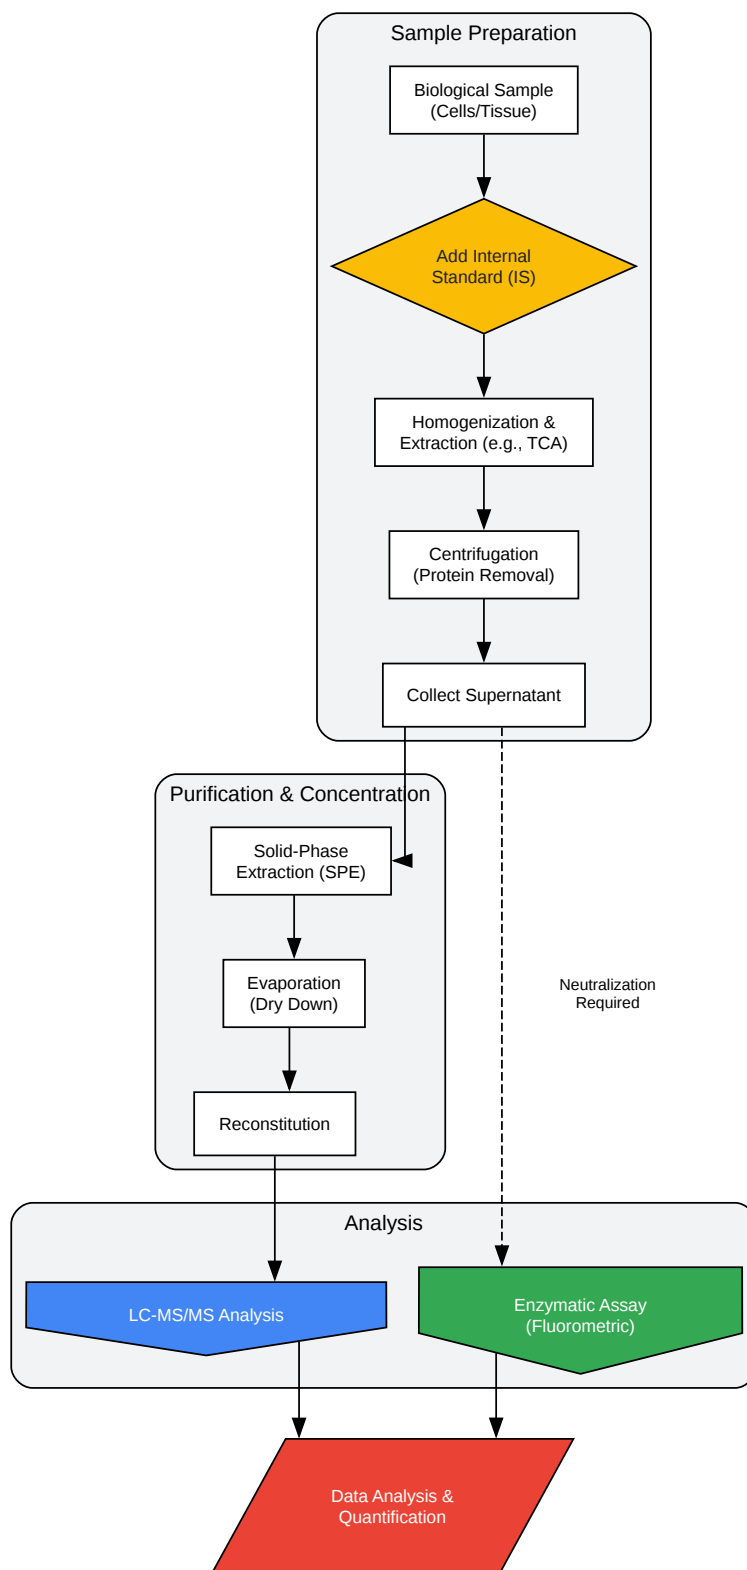 Sample Preparation
Biological Sample
(Cells/Tissue)
Add Internal
Standard (IS)
Homogenization &
Extraction (e.g., TCA)
Centrifugation
(Protein Removal)
Collect Supernatant
Purification & Concentration
Solid-Phase
Extraction (SPE)
Evaporation
(Dry Down)
Neutralization
Required
Reconstitution
Analysis
LC-MS/MS Analysis
Enzymatic Assay
(Fluorometric)
Data Analysis &
Quantification